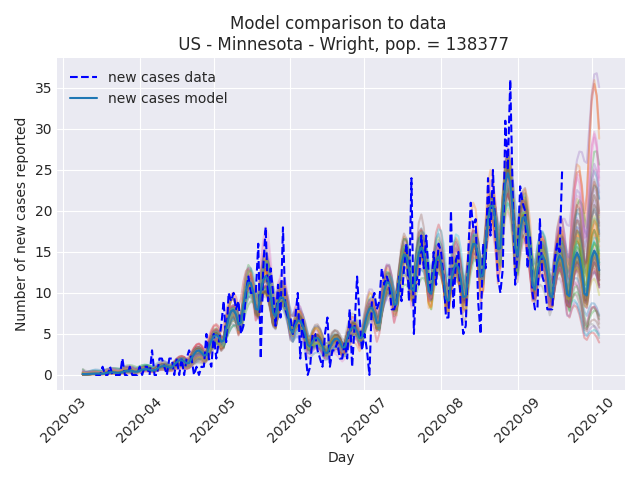 Model comparison to data
US - Minnesota - Wright, pop. = 138377
new cases data
new cases model
Number of new cases reported
35
30
25
20
15
10
5
0
2020-03
2020-04
2020-05
2020-06
2020-07
2020-08
2020-09
2020-10
Day